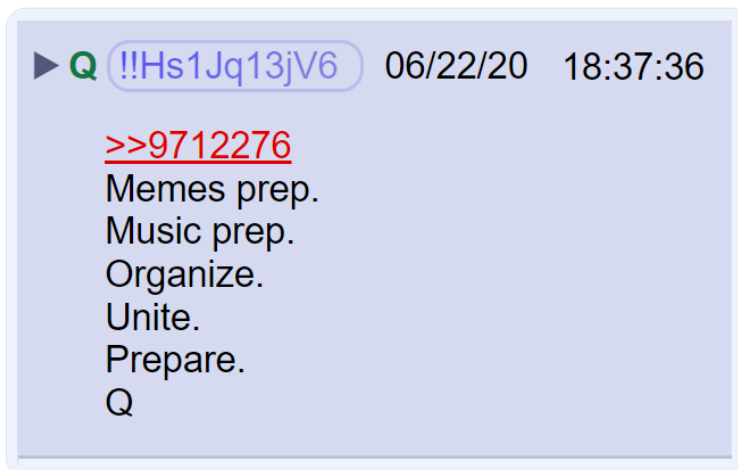 ▶ Q !!Hs1Jq13jV6 06/22/20 18:37:36
>>9712276
Memes prep.
Music prep.
Organize.
Unite.
Prepare.
Q